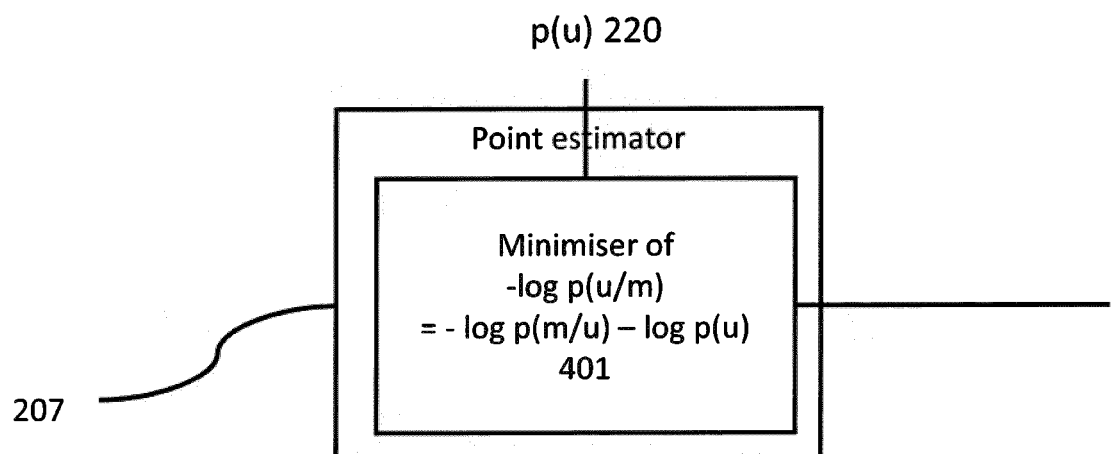 p(u) 220
Point estimator
Minimiser of
-log p(u/m)
= - log p(m/u) – log p(u)
401
207